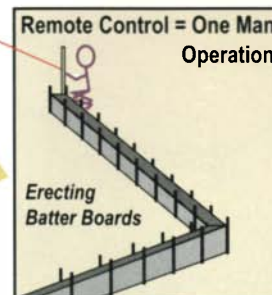 Remote Control = One Man
Operation
Erecting
Batter Boards